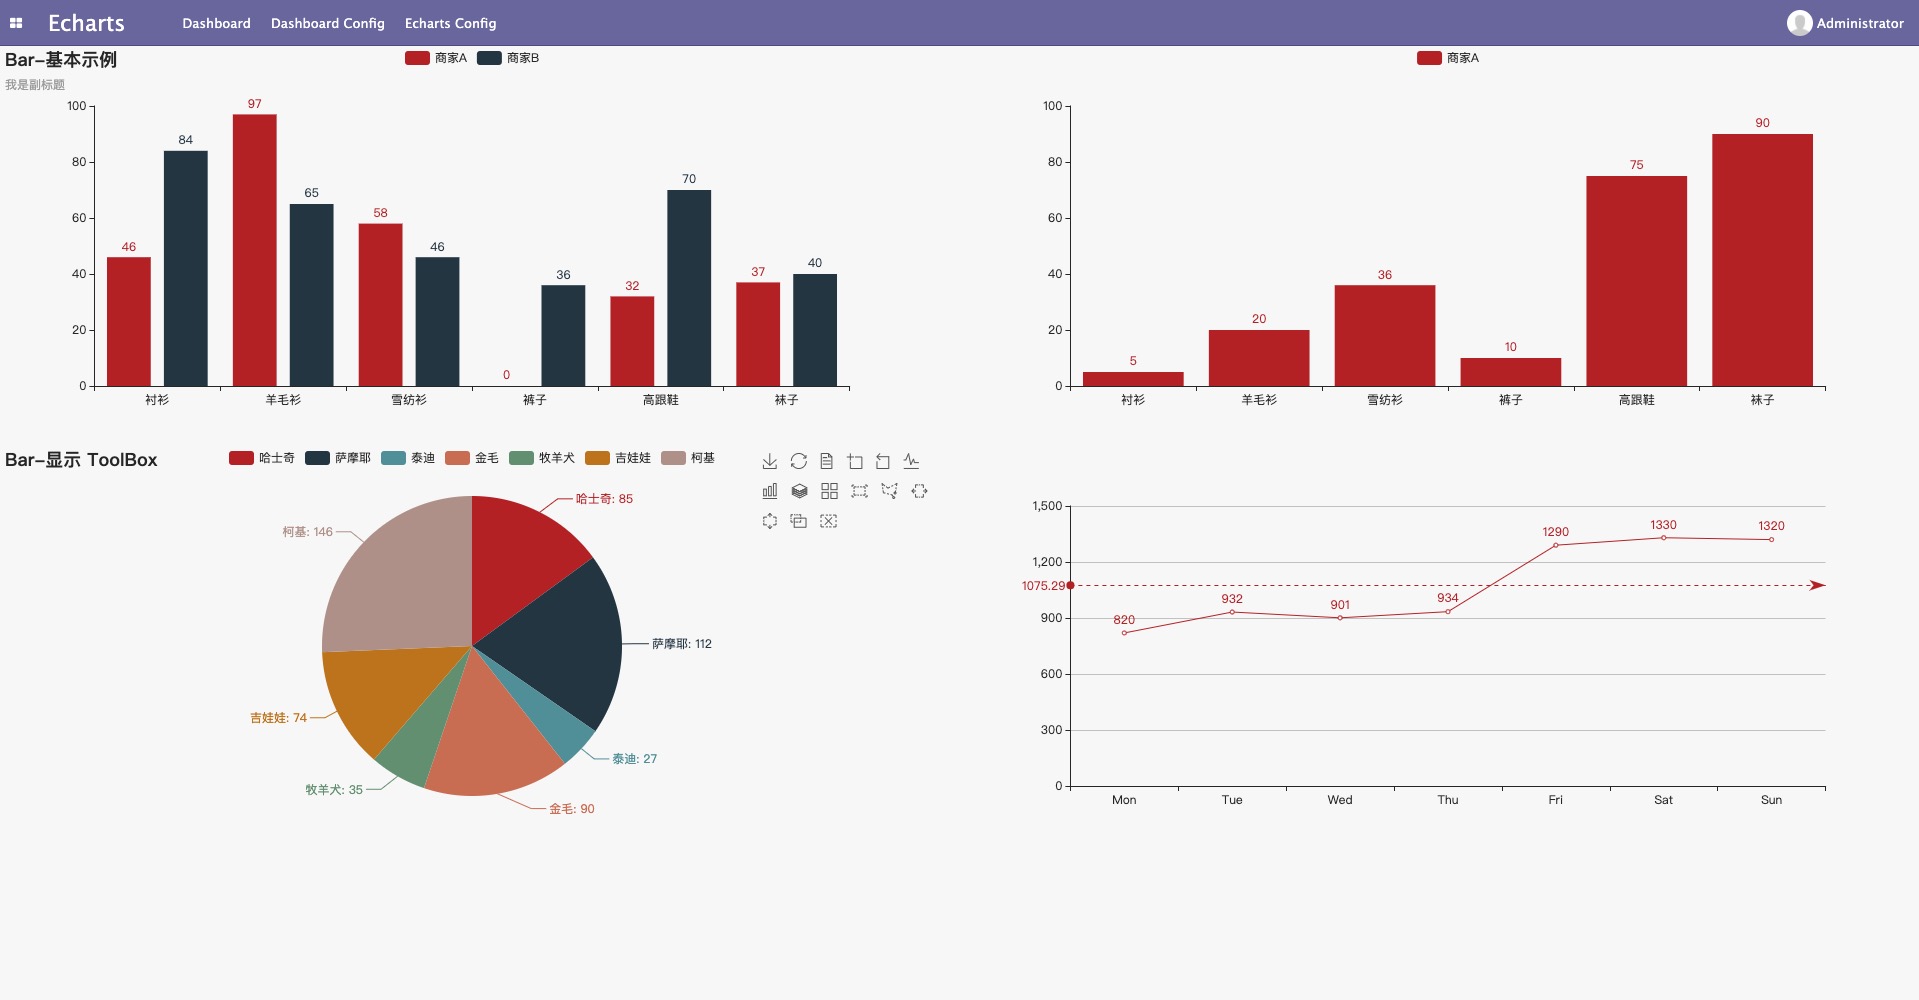 Echarts Dashboard Dashboard Config Echarts Config Administrator
Bar-基本示例
我是副标题
商家A 商家B
100
80
60
40
20
0
46 84 97 65 58 46 0 36 32 70 37 40
衬衫 羊毛衫 雪纺衫 裤子 高跟鞋 袜子
商家A
100
80
60
40
20
0
5 20 36 10 75 90
衬衫 羊毛衫 雪纺衫 裤子 高跟鞋 袜子
Bar-显示 ToolBox
哈士奇 萨摩耶 泰迪 金毛 牧羊犬 吉娃娃 柯基
哈士奇: 85
柯基: 146
萨摩耶: 112
吉娃娃: 74
泰迪: 27
牧羊犬: 35
金毛: 90
1,500
1,200
1075.29
900
600
300
0
820 932 901 934 1290 1330 1320
Mon Tue Wed Thu Fri Sat Sun